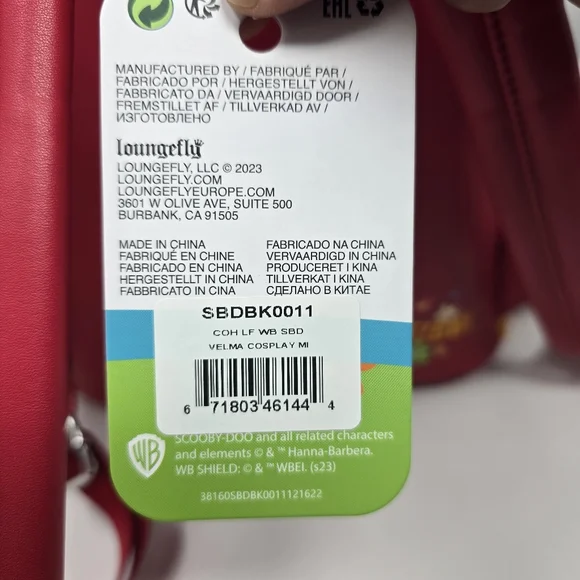 EAC
MANUFACTURED BY / FABRIQUÉ PAR /
FABRICADO POR / HERGESTELLT VON /
FABBRICATO DA / VERVAARDIGD DOOR /
FREMSTILLET AF / TILLVERKAD AV /
ИЗГОТОВЛЕНО
loungefly
LOUNGEFLY, LLC © 2023
LOUNGEFLY.COM
LOUNGEFLYEUROPE.COM
3601 W OLIVE AVE, SUITE 500
BURBANK, CA 91505
MADE IN CHINA
FABRIQUÉ EN CHINE
FABRICADO EN CHINA
HERGESTELLT IN CHINA
FABBRICATO IN CINA
FABRICADO NA CHINA
VERVAARDIGD IN CHINA
PRODUCERET I KINA
TILLVERKAT I KINA
СДЕЛАНО В КИТАЕ
SBDBK0011
COH LF WB SBD
VELMA COSPLAY MI
6 71803 46144 4
WB
SCOOBY-DOO and all related characters
and elements © & ™ Hanna-Barbera.
WB SHIELD: © & ™ WBEI. (s23)
38160SBDBK0011121622